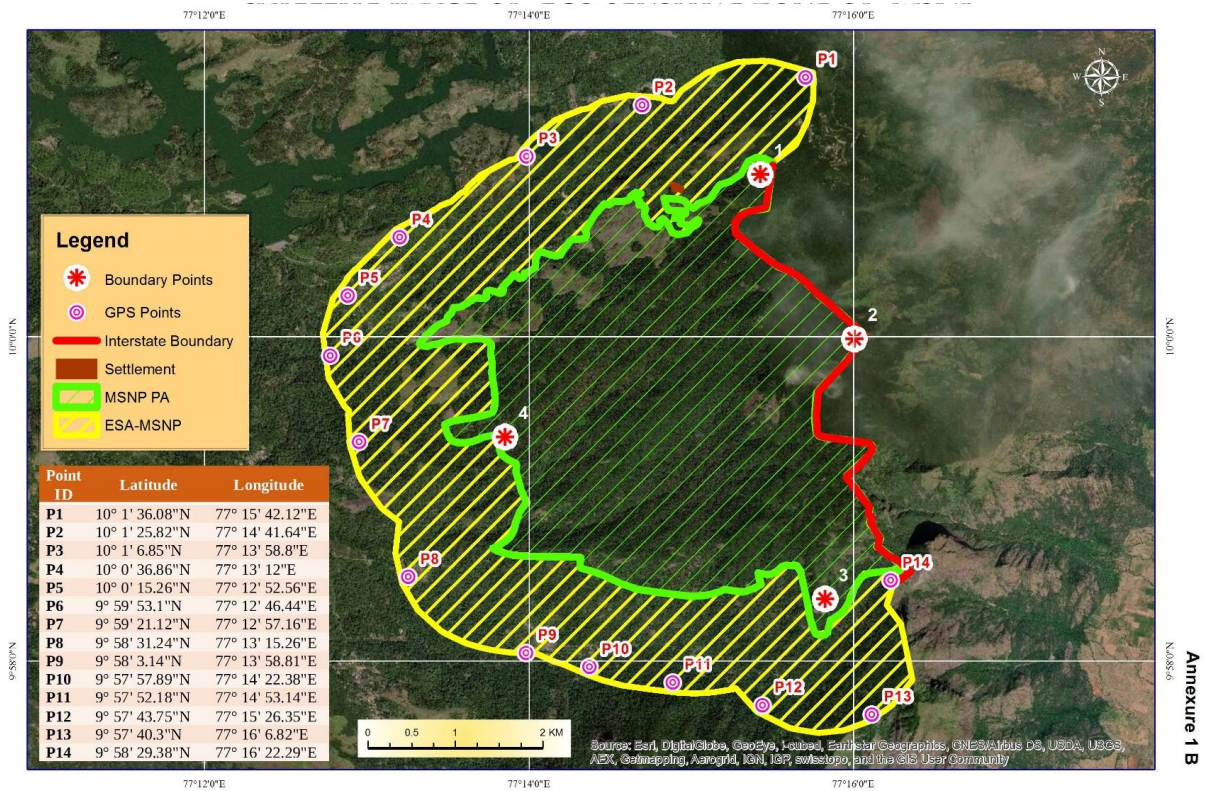 77°12'0"E
77°14'0"E
77°16'0"E
N
W E
S
P1
P2
P3
P4
P5
P6
P7
P8
P9
P10
P11
P12
P13
P14
1
2
3
4
10°0'0"N
10°0'0"N
9°58'0"N
9°58'0"N
Legend
Boundary Points
GPS Points
Interstate Boundary
Settlement
MSNP PA
ESA-MSNP
Point ID Latitude Longitude
P1 10° 1' 36.08"N 77° 15' 42.12"E
P2 10° 1' 25.82"N 77° 14' 41.64"E
P3 10° 1' 6.85"N 77° 13' 58.8"E
P4 10° 0' 36.86"N 77° 13' 12"E
P5 10° 0' 15.26"N 77° 12' 52.56"E
P6 9° 59' 53.1"N 77° 12' 46.44"E
P7 9° 59' 21.12"N 77° 12' 57.16"E
P8 9° 58' 31.24"N 77° 13' 15.26"E
P9 9° 58' 3.14"N 77° 13' 58.81"E
P10 9° 57' 57.89"N 77° 14' 22.38"E
P11 9° 57' 52.18"N 77° 14' 53.14"E
P12 9° 57' 43.75"N 77° 15' 26.35"E
P13 9° 57' 40.3"N 77° 16' 6.82"E
P14 9° 58' 29.38"N 77° 16' 22.29"E
0 0.5 1 2 KM
Source: Esri, DigitalGlobe, GeoEye, i-cubed, Earthstar Geographics, CNES/Airbus DS, USDA, USGS,
AEX, Getmapping, Aerogrid, IGN, IGP, swisstopo, and the GIS User Community
77°12'0"E
77°14'0"E
77°16'0"E
Annexure 1 B